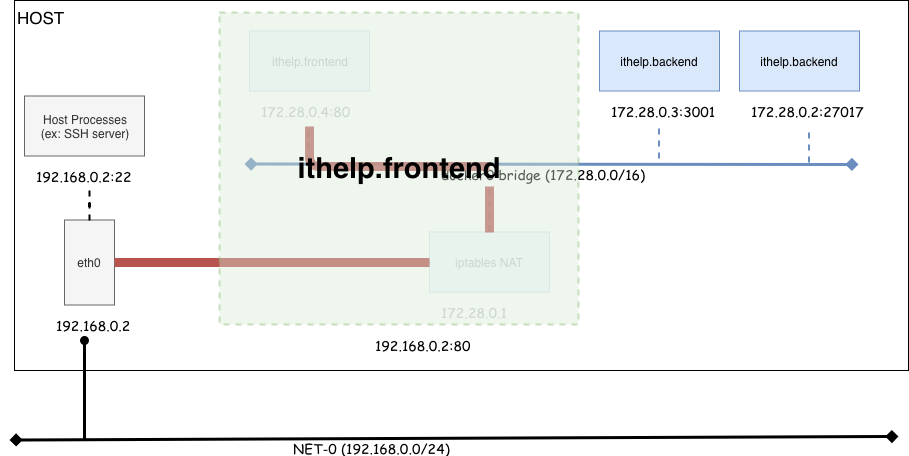 HOST
ithelp.frontend
ithelp.backend
ithelp.backend
172.28.0.4:80
172.28.0.3:3001
172.28.0.2:27017
Host Processes
(ex: SSH server)
192.168.0.2:22
ithelp.frontend
docker0 bridge (172.28.0.0/16)
eth0
iptables NAT
172.28.0.1
192.168.0.2
192.168.0.2:80
NET-0 (192.168.0.0/24)